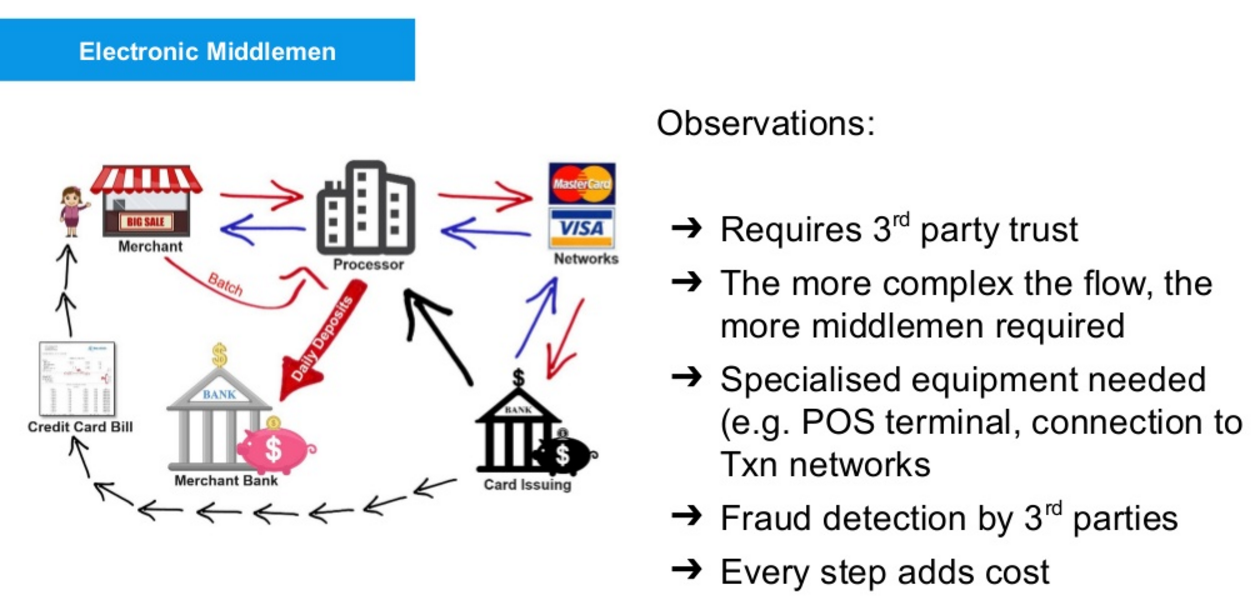 Electronic Middlemen
Observations:
BIG SALE
Merchant
Processor
MasterCard
VISA
Networks
Batch
Daily Deposits
Credit Card Bill
$
BANK
$
Merchant Bank
$
BANK
$
Card Issuing
➔ Requires 3rd party trust
➔ The more complex the flow, the
more middlemen required
➔ Specialised equipment needed
(e.g. POS terminal, connection to
Txn networks
➔ Fraud detection by 3rd parties
➔ Every step adds cost